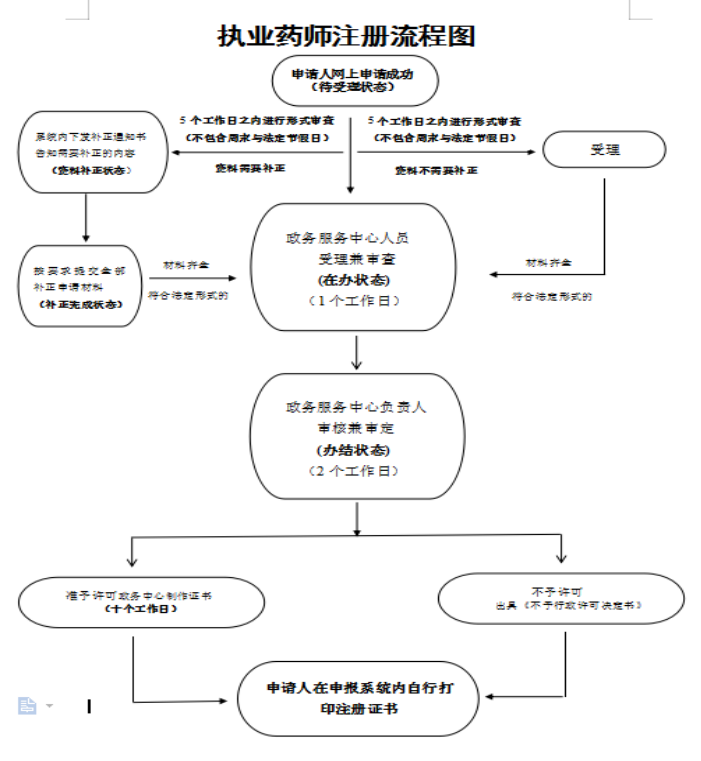 执业药师注册流程图
申请人网上申请成功
（待受理状态）
5 个工作日之内进行形式审查
（不包含周末与法定节假日）
资料需要补正
5 个工作日之内进行形式审查
（不包含周末与法定节假日）
资料不需要补正
系统内下发补正通知书
告知需要补正的内容
（资料补正状态）
受理
按要求提交全部
补正申请材料
（补正完成状态）
材料齐全
符合法定形式的
政务服务中心人员
受理兼审查
(在办状态)
（1 个工作日）
材料齐全
符合法定形式的
政务服务中心负责人
审核兼审定
(办结状态)
（2 个工作日）
准予许可政务中心制作证书
（十个工作日）
不予许可
出具《不予行政许可决定书》
申请人在申报系统内自行打
印注册证书